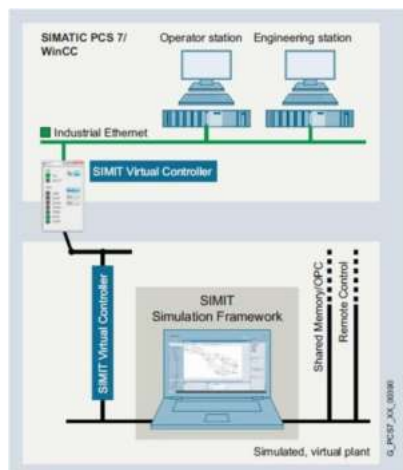 SIMATIC PCS 7/
WinCC
Operator station
Engineering station
Industrial Ethernet
SIMIT Virtual Controller
SIMIT Virtual Controller
SIMIT
Simulation Framework
Shared Memory/OPC
Remote Control
Simulated, virtual plant
G_PCS7_XX_00390